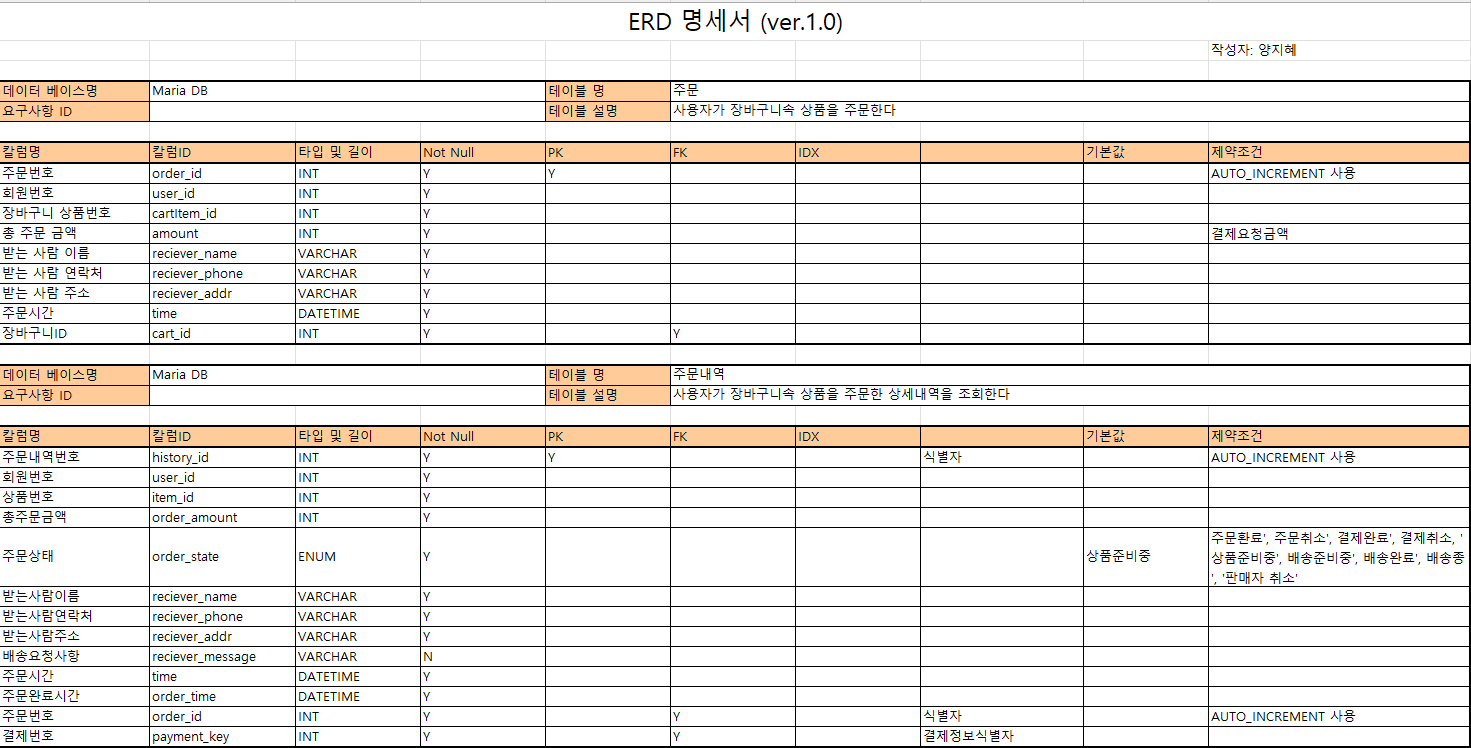 ERD 명세서 (ver.1.0)
작성자: 양지혜
데이터 베이스명 Maria DB 테이블 명 주문
요구사항 ID 테이블 설명 사용자가 장바구니속 상품을 주문한다
칼럼명 칼럼ID 타입 및 길이 Not Null PK FK IDX 기본값 제약조건
주문번호 order_id INT Y Y AUTO_INCREMENT 사용
회원번호 user_id INT Y
장바구니 상품번호 cartItem_id INT Y
총 주문 금액 amount INT Y 결제요청금액
받는 사람 이름 reciever_name VARCHAR Y
받는 사람 연락처 reciever_phone VARCHAR Y
받는 사람 주소 reciever_addr VARCHAR Y
주문시간 time DATETIME Y
장바구니ID cart_id INT Y Y
데이터 베이스명 Maria DB 테이블 명 주문내역
요구사항 ID 테이블 설명 사용자가 장바구니속 상품을 주문한 상세내역을 조회한다
칼럼명 칼럼ID 타입 및 길이 Not Null PK FK IDX 기본값 제약조건
주문내역번호 history_id INT Y Y 식별자 AUTO_INCREMENT 사용
회원번호 user_id INT Y
상품번호 item_id INT Y
총주문금액 order_amount INT Y
주문상태 order_state ENUM Y 상품준비중 주문환료', 주문취소', 결제완료', 결제취소, '
상품준비중', 배송준비중', 배송완료', 배송중
', '판매자 취소'
받는사람이름 reciever_name VARCHAR Y
받는사람연락처 reciever_phone VARCHAR Y
받는사람주소 reciever_addr VARCHAR Y
배송요청사항 reciever_message VARCHAR N
주문시간 time DATETIME Y
주문완료시간 order_time DATETIME Y
주문번호 order_id INT Y Y 식별자 AUTO_INCREMENT 사용
결제번호 payment_key INT Y Y 결제정보식별자